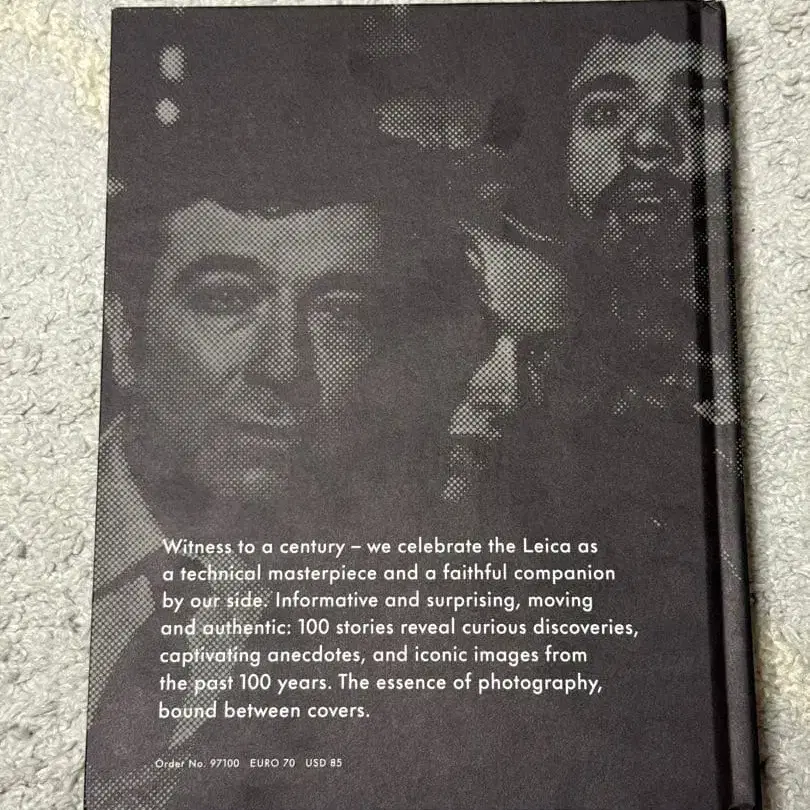 Witness to a century – we celebrate the Leica as
a technical masterpiece and a faithful companion
by our side. Informative and surprising, moving
and authentic: 100 stories reveal curious discoveries,
captivating anecdotes, and iconic images from
the past 100 years. The essence of photography,
bound between covers.
Order No. 97100 EURO 70 USD 85